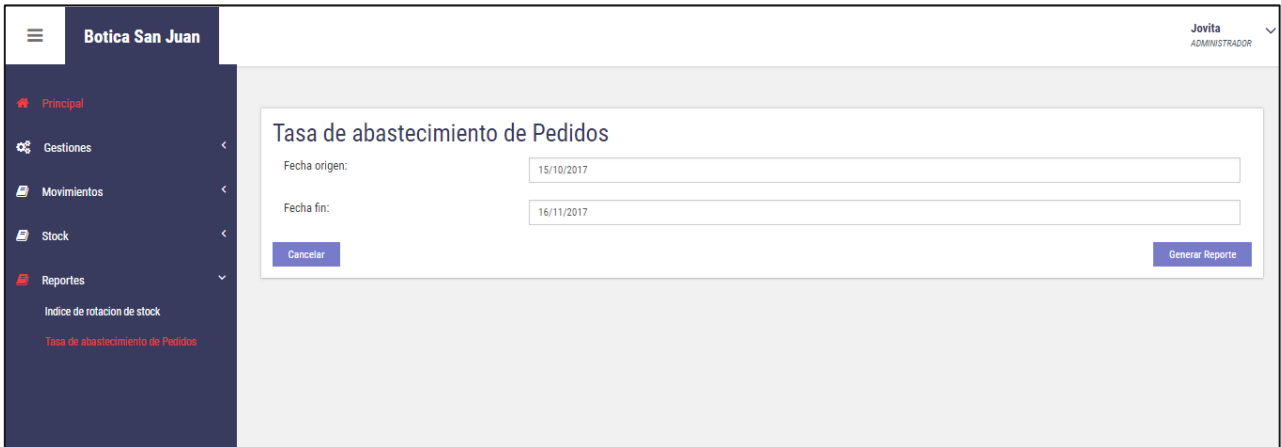 Botica San Juan
Jovita
ADMINISTRADOR
Principal
Gestiones
Movimientos
Stock
Reportes
Indice de rotacion de stock
Tasa de abastecimiento de Pedidos
Tasa de abastecimiento de Pedidos
Fecha origen:
15/10/2017
Fecha fin:
16/11/2017
Cancelar
Generar Reporte